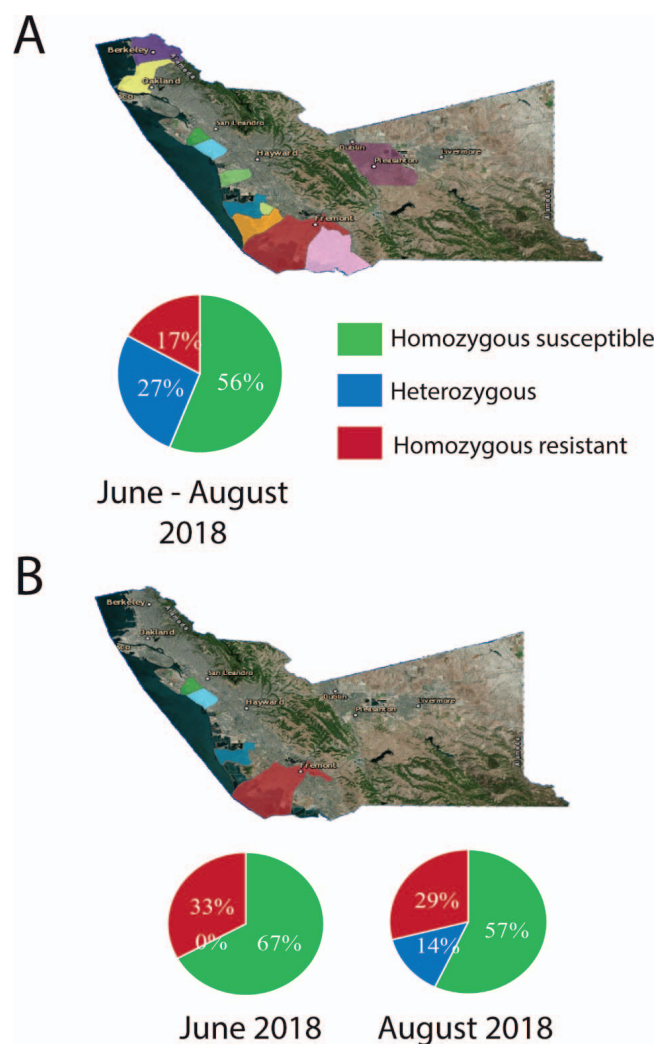 A
Berkeley
Oakland
San Leandro
Hayward
Dublin
Pleasanton
Livermore
Fremont
17%
27%
56%
Homozygous susceptible
Heterozygous
Homozygous resistant
June - August
2018
B
Berkeley
Oakland
San Leandro
Hayward
Dublin
Pleasanton
Livermore
Fremont
33%
0%
67%
29%
14%
57%
June 2018
August 2018